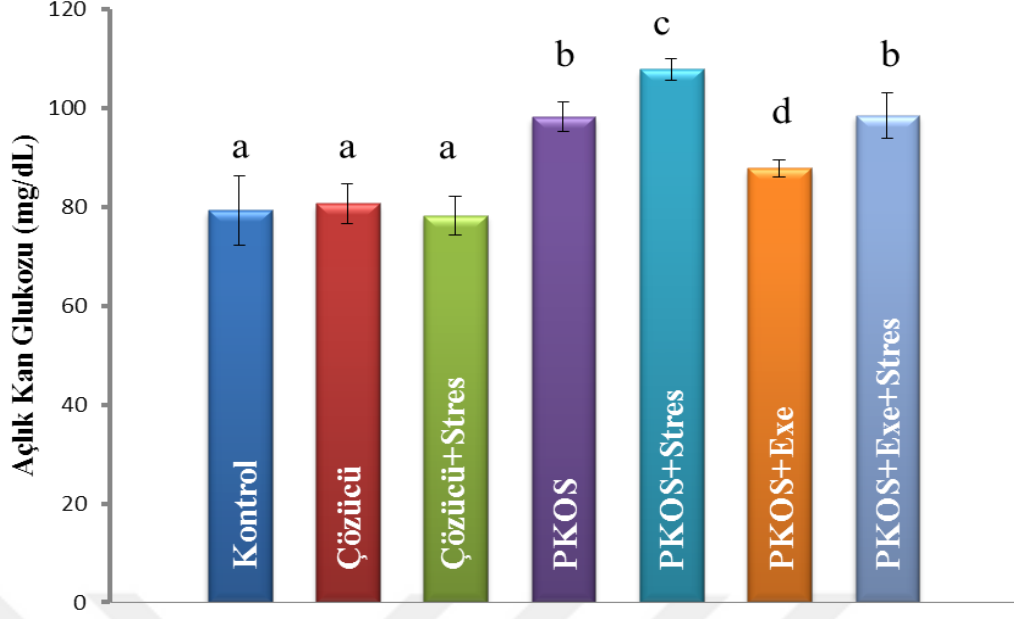 120
100
80
60
40
20
0
Açlık Kan Glukozu (mg/dL)
a
a
a
b
c
d
b
Kontrol
Çözücü
Çözücü+Stres
PKOS
PKOS+Stres
PKOS+Exe
PKOS+Exe+Stres